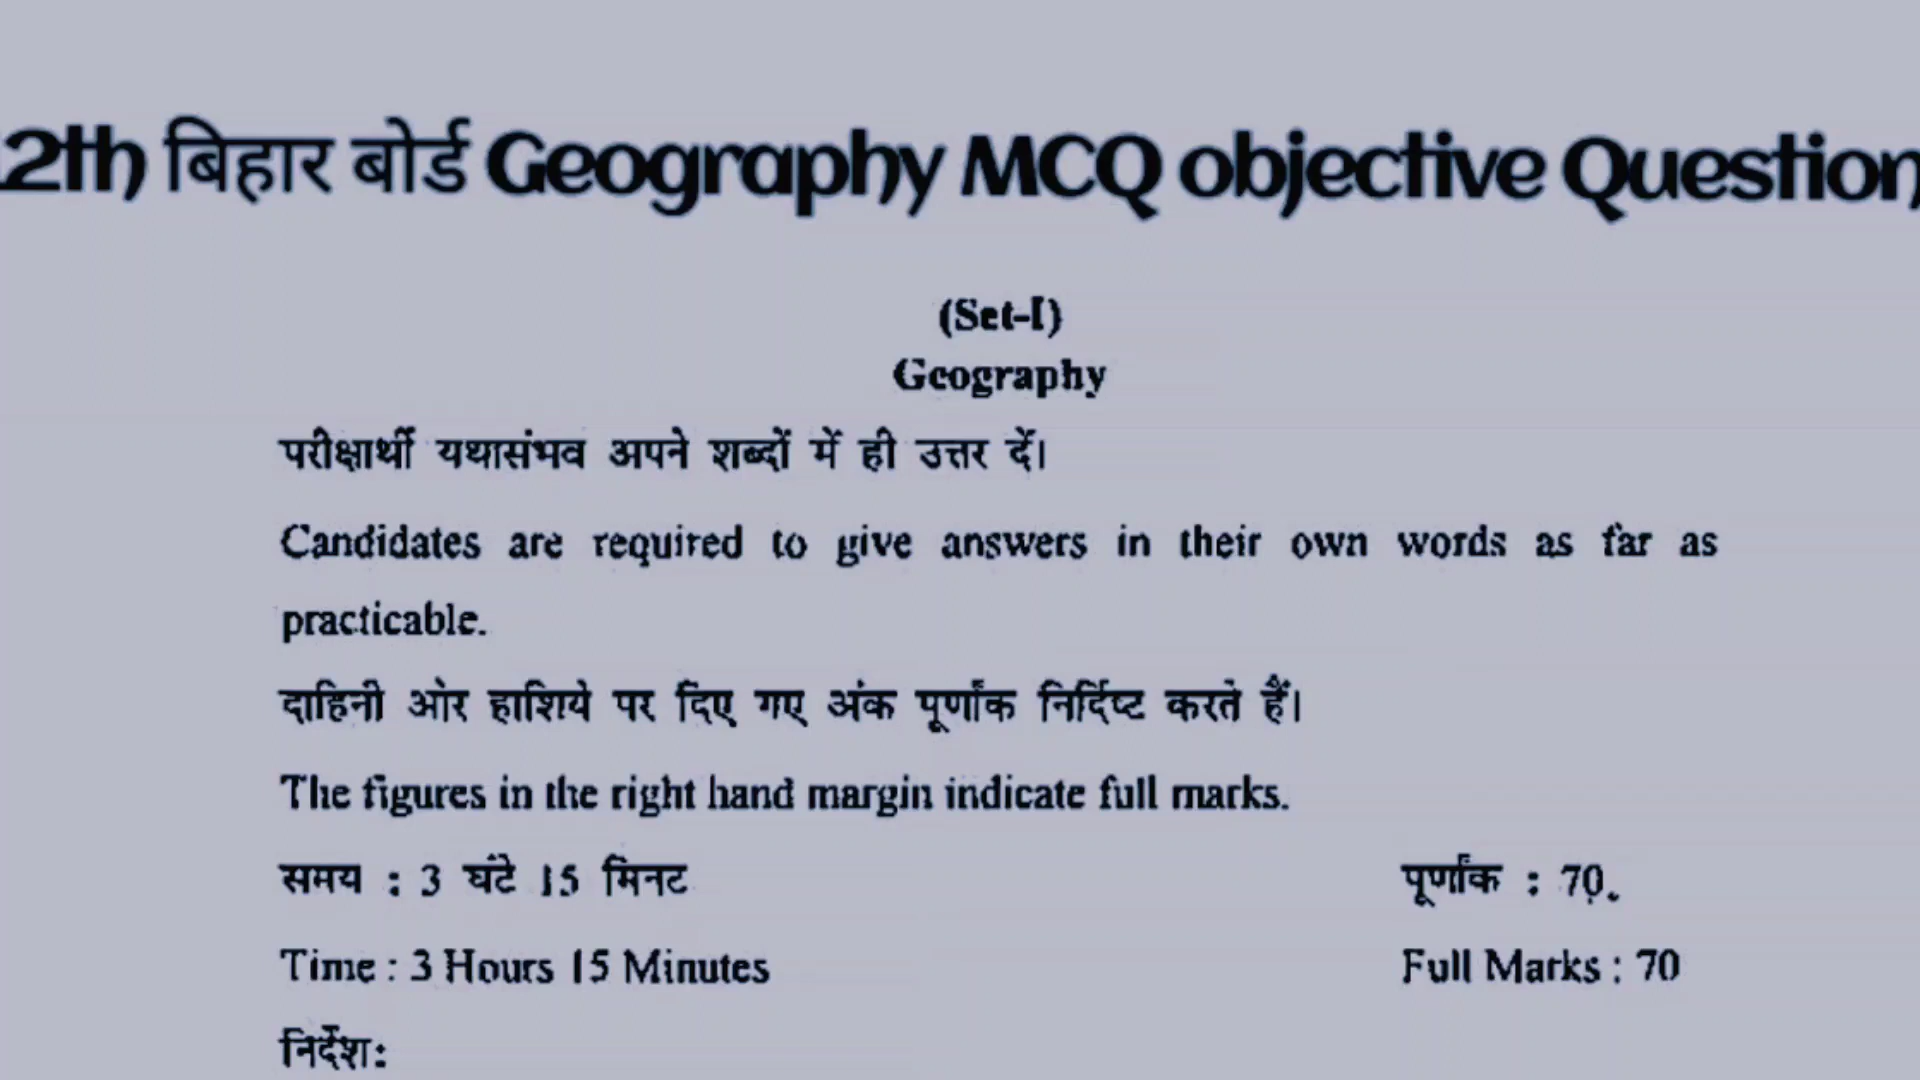 2th बिहार बोर्ड Geography MCQ objective Question
(Set-I)
Geography
परीक्षार्थी यथासंभव अपने शब्दों में ही उत्तर दें।
Candidates are required to give answers in their own words as far as
practicable.
दाहिनी ओर हाशिये पर दिए गए अंक पूर्णांक निर्दिष्ट करते हैं।
The figures in the right hand margin indicate full marks.
समय : 3 घंटे 15 मिनट पूर्णांक : 70.
Time : 3 Hours 15 Minutes Full Marks : 70
निर्देशः